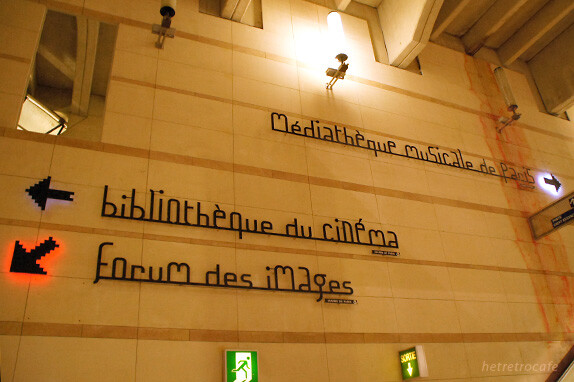 Médiathèque musicale de Paris
bibliothèque du cinéma
forum des images
SORTIE
hetretrocafe